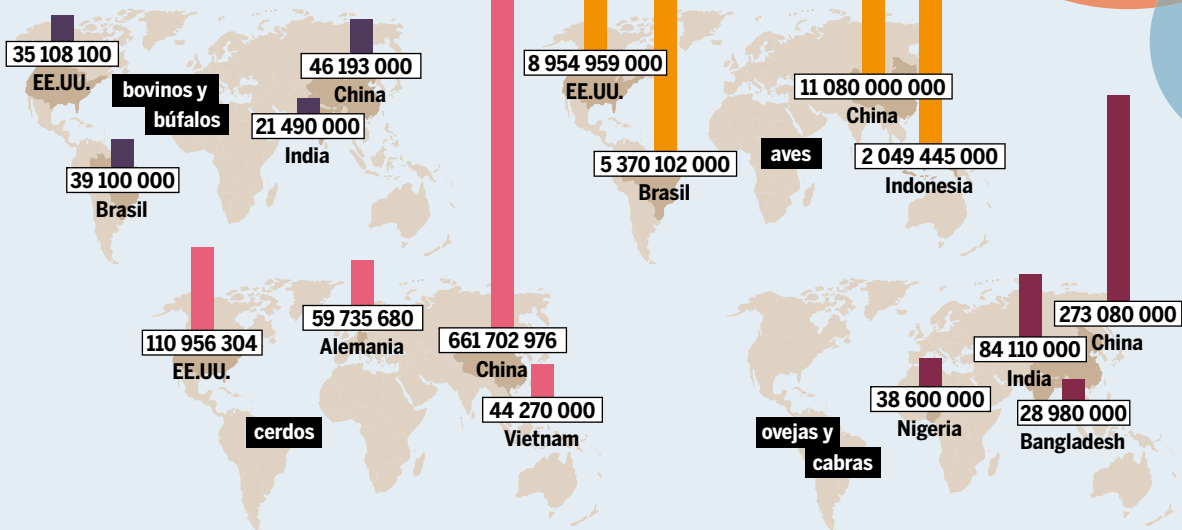 35 108 100
EE.UU.
bovinos y
búfalos
46 193 000
China
21 490 000
India
39 100 000
Brasil
8 954 959 000
EE.UU.
11 080 000 000
China
5 370 102 000
Brasil
aves
2 049 445 000
Indonesia
110 956 304
EE.UU.
59 735 680
Alemania
661 702 976
China
44 270 000
Vietnam
cerdos
273 080 000
China
84 110 000
India
38 600 000
Nigeria
28 980 000
Bangladesh
ovejas y
cabras